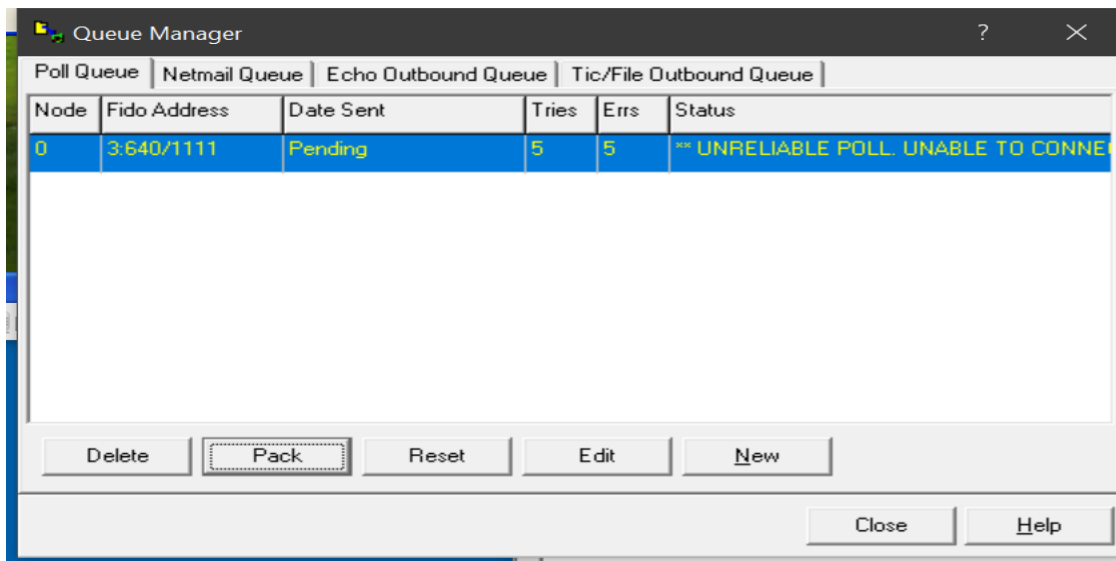 Queue Manager ?
Poll Queue Netmail Queue Echo Outbound Queue Tic/File Outbound Queue
Node Fido Address Date Sent Tries Errs Status
0 3:640/1111 Pending 5 5 ** UNRELIABLE POLL. UNABLE TO
Delete Pack Reset Edit New
Close Help